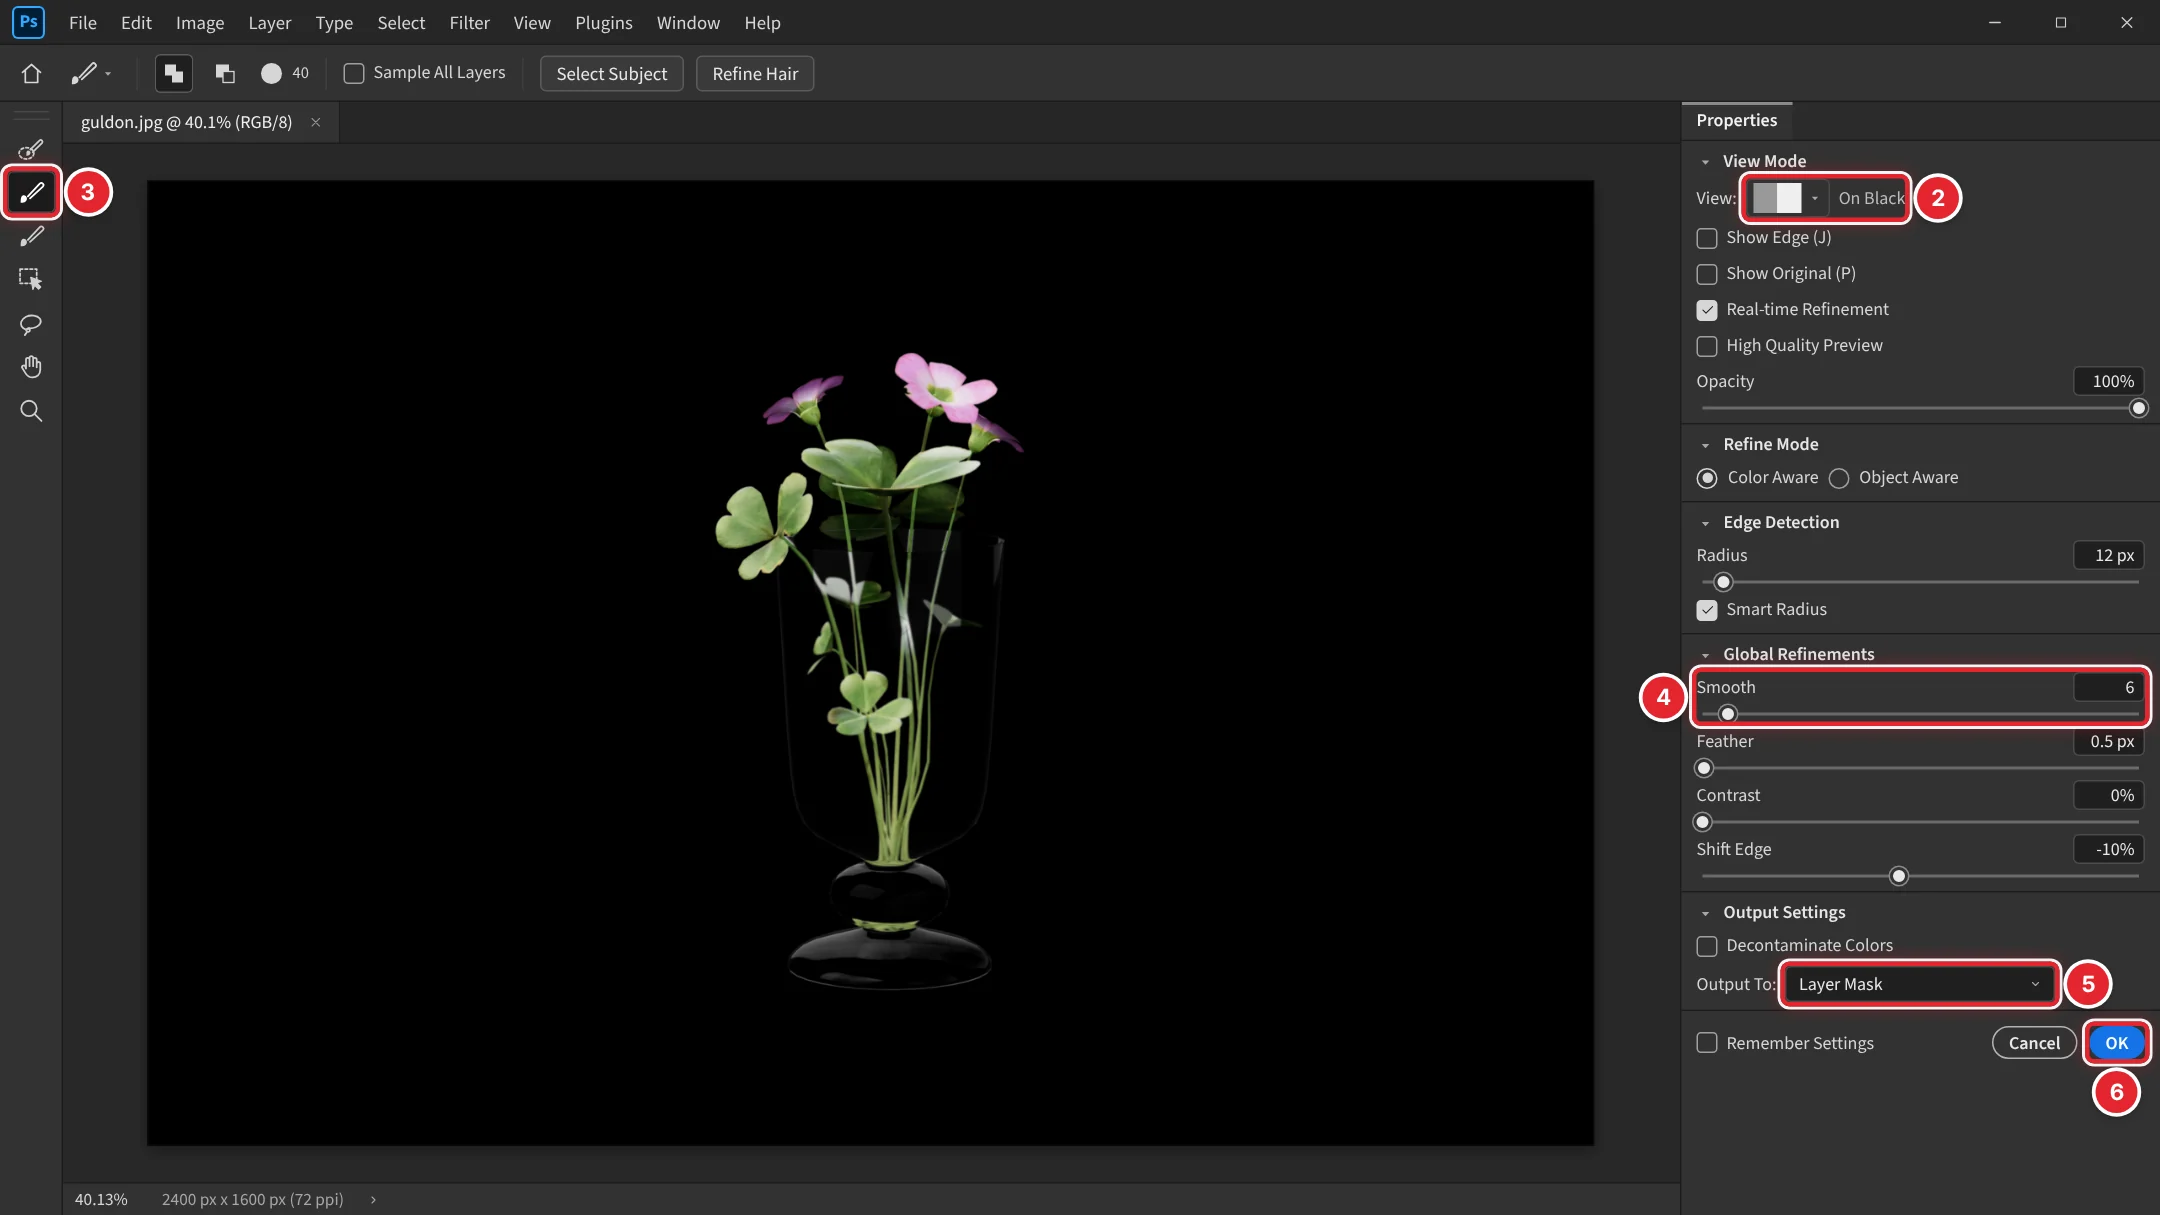 Ps File Edit Image Layer Type Select Filter View Plugins Window Help
40 Sample All Layers Select Subject Refine Hair
guldon.jpg @ 40.1% (RGB/8) ×
Properties
View Mode
View: On Black 2
3
Show Edge (J)
Show Original (P)
Real-time Refinement
High Quality Preview
Opacity 100%
Refine Mode
Color Aware Object Aware
Edge Detection
Radius 12 px
Smart Radius
Global Refinements
4 Smooth 6
Feather 0.5 px
Contrast 0%
Shift Edge -10%
Output Settings
Decontaminate Colors
Output To: Layer Mask 5
Remember Settings Cancel OK
6
40.13% 2400 px x 1600 px (72 ppi) >